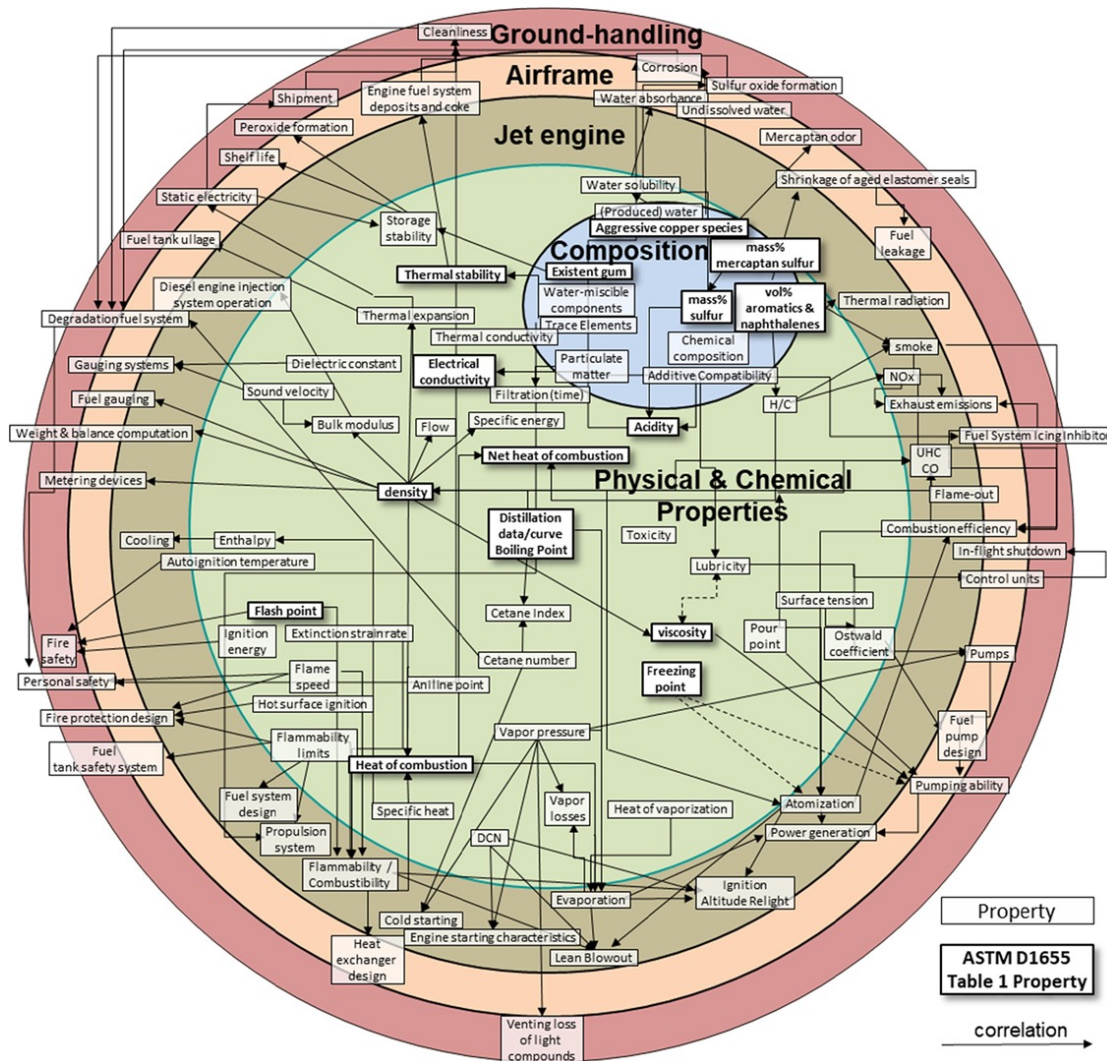 Cleanliness
Ground-handling
Airframe
Corrosion
Sulfur oxide formation
Engine fuel system
deposits and coke
Shipment
Water absorbance
Undissolved water
Peroxide formation
Jet engine
Mercaptan odor
Shelf life
Static electricity
Water solubility
Shrinkage of aged elastomer seals
Storage
stability
(Produced) water
Aggressive copper species
Fuel tank ullage
Composition
mass%
mercaptan sulfur
Fuel
leakage
Thermal stability
Existent gum
Diesel engine injection
system operation
Water-miscible
components
mass%
sulfur
vol%
aromatics &
naphthalenes
Thermal radiation
Degradation fuel system
Thermal expansion
Trace Elements
Thermal conductivity
Chemical
composition
smoke
Gauging systems
Dielectric constant
Electrical
conductivity
Particulate
matter
Additive Compatibility
NOx
Sound velocity
Filtration (time)
Fuel gauging
H/C
Exhaust emissions
Bulk modulus
Flow
Specific energy
Acidity
Weight & balance computation
Fuel System Icing Inhibitor
Net heat of combustion
UHC
CO
Metering devices
density
Physical & Chemical
Properties
Flame-out
Distillation
data/curve
Boiling Point
Toxicity
Combustion efficiency
Cooling
Enthalpy
In-flight shutdown
Autoignition temperature
Lubricity
Control units
Flash point
Cetane Index
Surface tension
Fire
safety
Ignition
energy
Extinction strain rate
viscosity
Pour
point
Ostwald
coefficient
Pumps
Cetane number
Personal safety
Flame
speed
Aniline point
Freezing
point
Hot surface ignition
Fire protection design
Fuel
tank safety system
Flammability
limits
Vapor pressure
Fuel
pump
design
Heat of combustion
Pumping ability
Fuel system
design
Specific heat
Vapor
losses
Heat of vaporization
Atomization
Propulsion
system
DCN
Power generation
Flammability /
Combustibility
Ignition
Altitude Relight
Evaporation
Cold starting
Engine starting characteristics
Heat
exchanger
design
Lean Blowout
Property
ASTM D1655
Table 1 Property
Venting loss
of light
compounds
correlation